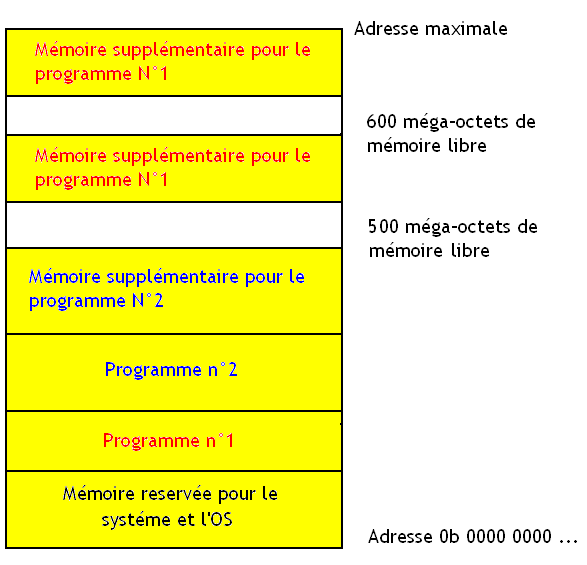 Adresse maximale
Mémoire supplémentaire pour le
programme N°1
600 méga-octets de
mémoire libre
Mémoire supplémentaire pour le
programme N°1
500 méga-octets de
mémoire libre
Mémoire supplémentaire pour le
programme N°2
Programme n°2
Programme n°1
Mémoire reservée pour le
systéme et l'OS
Adresse 0b 0000 0000 ...